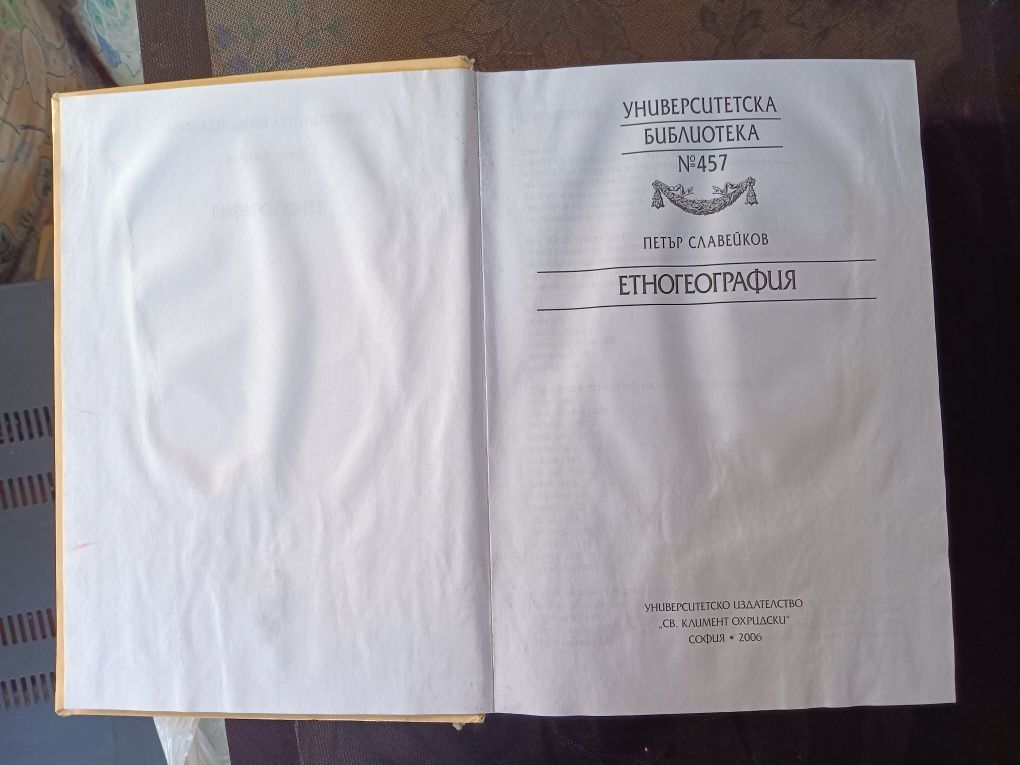 УНИВЕРСИТЕТСКА
БИБЛИОТЕКА
№457
ПЕТЪР СЛАВЕЙКОВ
ЕТНОГЕОГРАФИЯ
УНИВЕРСИТЕТСКО ИЗДАТЕЛСТВО
„СВ. КЛИМЕНТ ОХРИДСКИ“
СОФИЯ • 2006